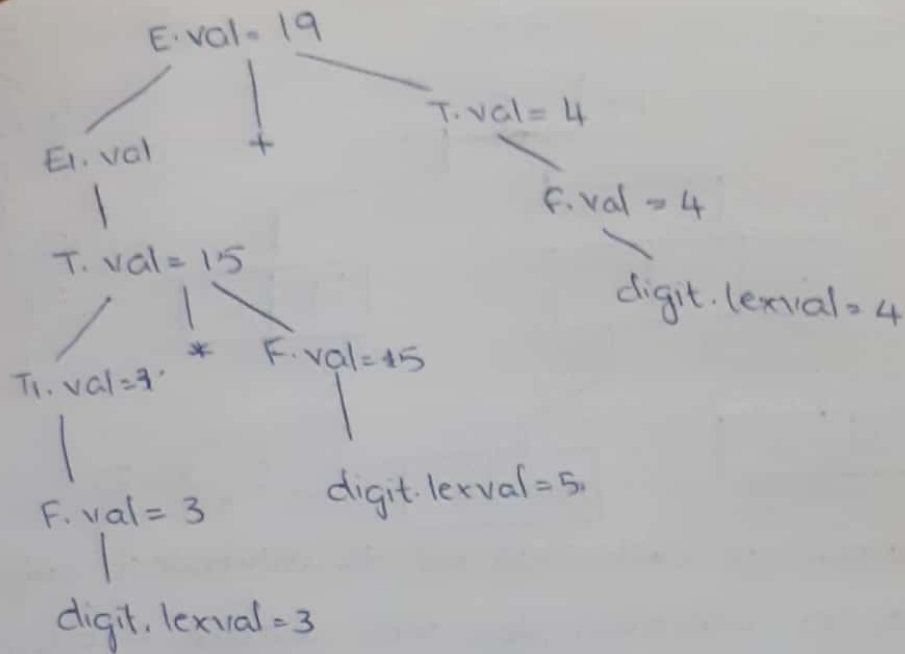 E.val = 19
E1.val + T.val = 4
F.val = 4
T.val = 15
digit.lexval = 4
* F.val = 15
T1.val =
digit.lexval = 5
F.val = 3
digit.lexval = 3